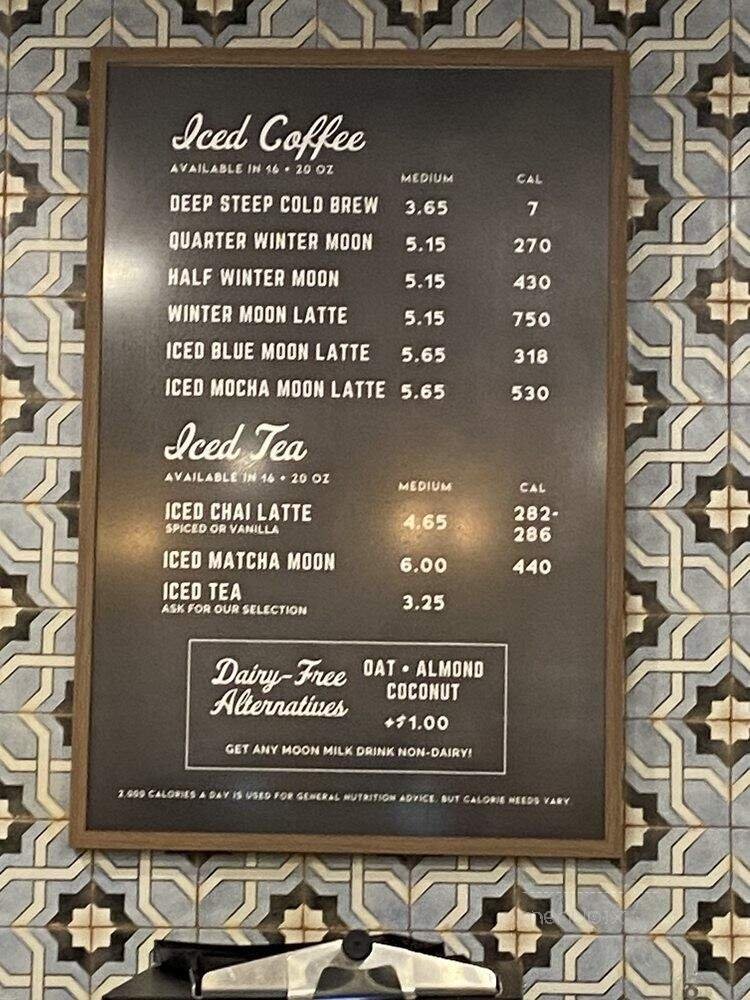 Iced Coffee
AVAILABLE IN 16 • 20 OZ
MEDIUM CAL
DEEP STEEP COLD BREW 3.65 7
QUARTER WINTER MOON 5.15 270
HALF WINTER MOON 5.15 430
WINTER MOON LATTE 5.15 750
ICED BLUE MOON LATTE 5.65 318
ICED MOCHA MOON LATTE 5.65 530
Iced Tea
AVAILABLE IN 16 • 20 OZ
MEDIUM CAL
ICED CHAI LATTE 4.65 282-
SPICED OR VANILLA 286
ICED MATCHA MOON 6.00 440
ICED TEA 3.25
ASK FOR OUR SELECTION
Dairy-Free OAT • ALMOND
Alternatives COCONUT
+$1.00
GET ANY MOON MILK DRINK NON-DAIRY!
2,000 CALORIES A DAY IS USED FOR GENERAL NUTRITION ADVICE, BUT CALORIE NEEDS VARY.